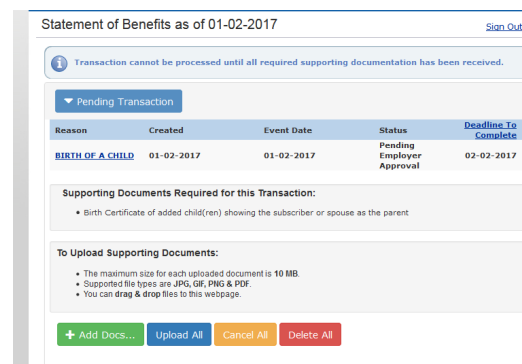 Statement of Benefits as of 01-02-2017
Sign Out
Transaction cannot be processed until all required supporting documentation has been received.
Pending Transaction
Reason Created Event Date Status Deadline To Complete
BIRTH OF A CHILD 01-02-2017 01-02-2017 Pending Employer Approval 02-02-2017
Supporting Documents Required for this Transaction:
• Birth Certificate of added child(ren) showing the subscriber or spouse as the parent
To Upload Supporting Documents:
• The maximum size for each uploaded document is 10 MB.
• Supported file types are JPG, GIF, PNG & PDF.
• You can drag & drop files to this webpage.
+ Add Docs... Upload All Cancel All Delete All